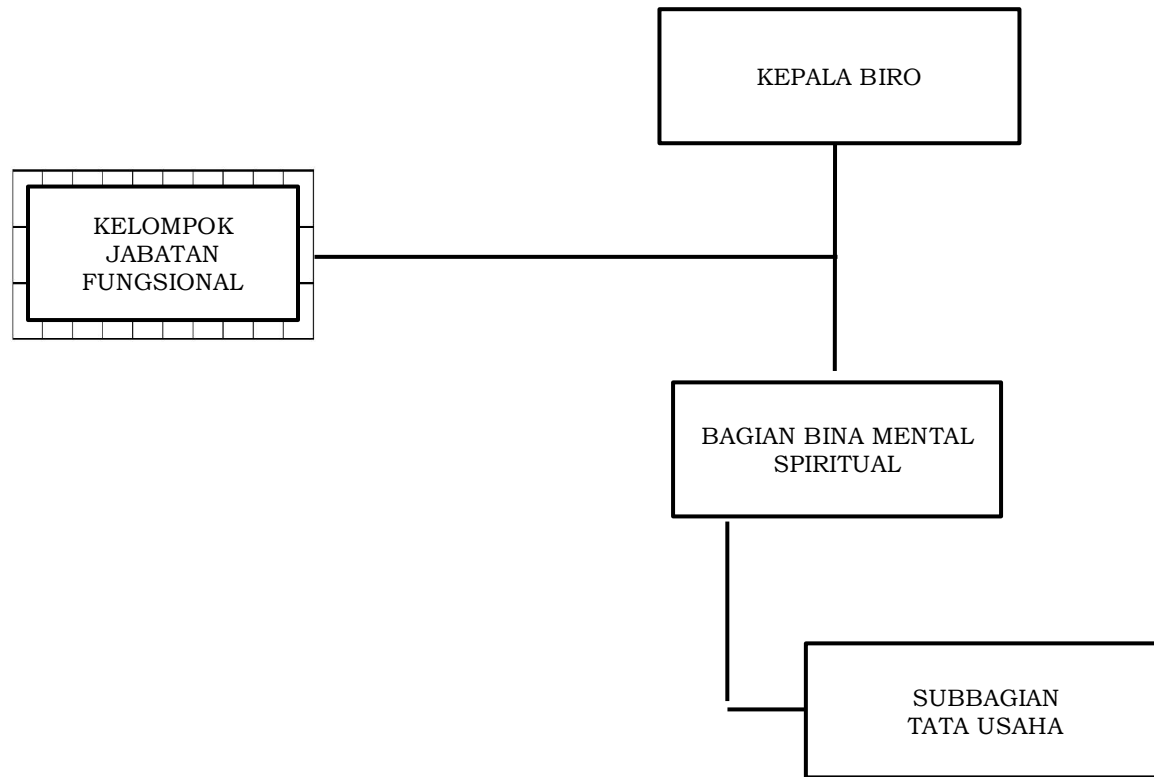 KEPALA BIRO
KELOMPOK
JABATAN
FUNGSIONAL
BAGIAN BINA MENTAL
SPIRITUAL
SUBBAGIAN
TATA USAHA